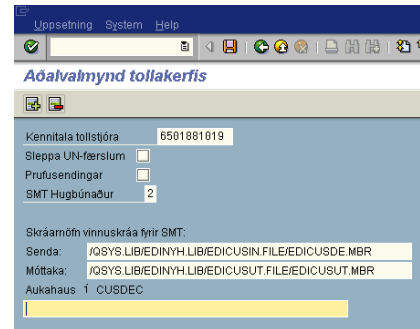 Uppsetning System Help
Aðalvalmynd tollakerfis
Kennitala tollstjóra 6501881019
Sleppa UN-færslum
Prufusendingar
SMT Hugbúnaður 2
Skráarnöfn vinnuskráa fyrir SMT:
Senda: /QSYS.LIB/EDINYH.LIB/EDICUSIN.FILE/EDICUSDE.MBR
Móttaka: /QSYS.LIB/EDINYH.LIB/EDICUSUT.FILE/EDICUSUT.MBR
Aukahaus í CUSDEC